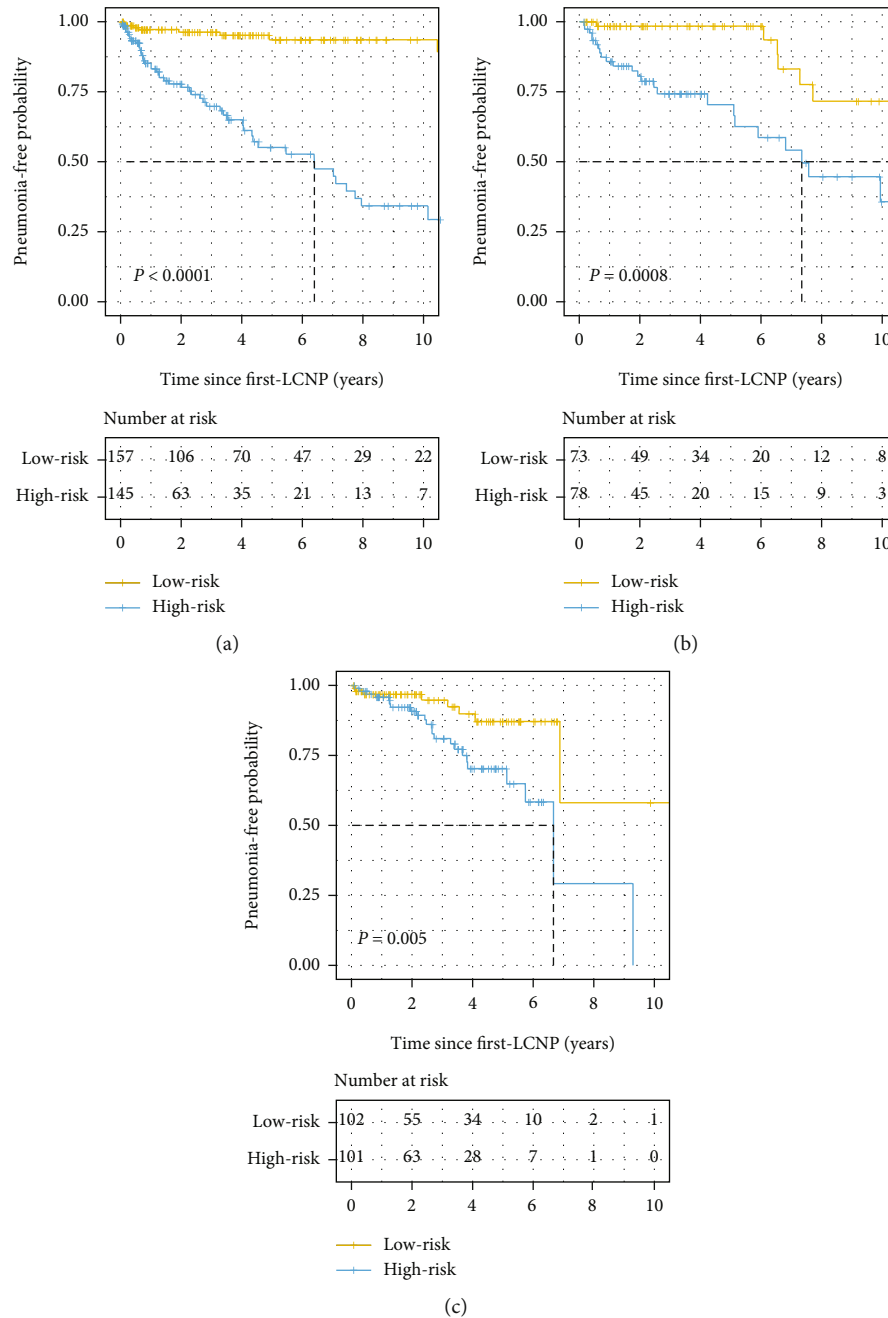 1.00
0.75
0.50
0.25
0.00
Pneumonia-free probability
P < 0.0001
0 2 4 6 8 10
Time since first-LCNP (years)
Number at risk
Low-risk 157 106 70 47 29 22
High-risk 145 63 35 21 13 7
0 2 4 6 8 10
Low-risk
High-risk
(a)
1.00
0.75
0.50
0.25
0.00
Pneumonia-free probability
P = 0.0008
0 2 4 6 8 10
Time since first-LCNP (years)
Number at risk
Low-risk 73 49 34 20 12 8
High-risk 78 45 20 15 9 3
0 2 4 6 8 10
Low-risk
High-risk
(b)
1.00
0.75
0.50
0.25
0.00
Pneumonia-free probability
P = 0.005
0 2 4 6 8 10
Time since first-LCNP (years)
Number at risk
Low-risk 102 55 34 10 2 1
High-risk 101 63 28 7 1 0
0 2 4 6 8 10
Low-risk
High-risk
(c)